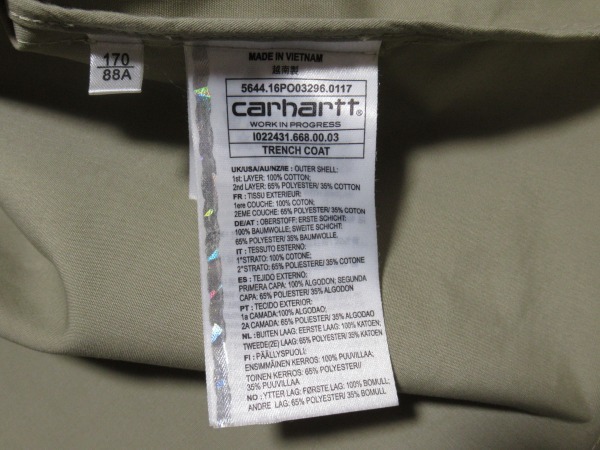 170
88A
MADE IN VIETNAM
越南製
5644.16PO03296.0117
carhartt®
WORK IN PROGRESS
I022431.668.00.03
TRENCH COAT
UK/USA/AU/NZ/IE : OUTER SHELL:
1st: LAYER: 100% COTTON;
2nd LAYER: 65% POLYESTER/ 35% COTTON
FR : TISSU EXTERIEUR:
1ere COUCHE: 100% COTON;
2EME COUCHE: 65% POLYESTER/ 35% COTON
DE/AT : OBERSTOFF: ERSTE SCHICHT:
100% BAUMWOLLE; SWEITE SCHICHT:
65% POLYESTER/ 35% BAUMWOLLE.
IT : TESSUTO ESTERNO:
1°STRATO: 100% COTONE;
2°STRATO: 65% POLIESTERE/ 35% COTONE
ES : TEJIDO EXTERIOR:
PRIMERA CAPA: 100% ALGODON; SEGUNDA
CAPA: 65% POLYESTER/ 35% ALGODON
PT : TECIDO EXTERIOR:
1a CAMADA:100% ALGODAO;
2A CAMADA: 65% POLIESTER/ 35% ALGODAO
NL : BUITEN LAAG: EERSTE LAAG: 100% KATOEN;
TWEEDE(2E) LAAG: 65% POLYESTER/ 35% KATOEN
FI : PÄÄLLYSPUOLI:
ENSIMMÄINEN KERROS: 100% PUUVILLAA;
TOINEN KERROS: 65% POLYESTERI/
35% PUUVILLAA
NO : YTTER LAG: FØRSTE LAG: 100% BOMULL;
ANDRE LAG: 65% POLYESTER/ 35% BOMULL